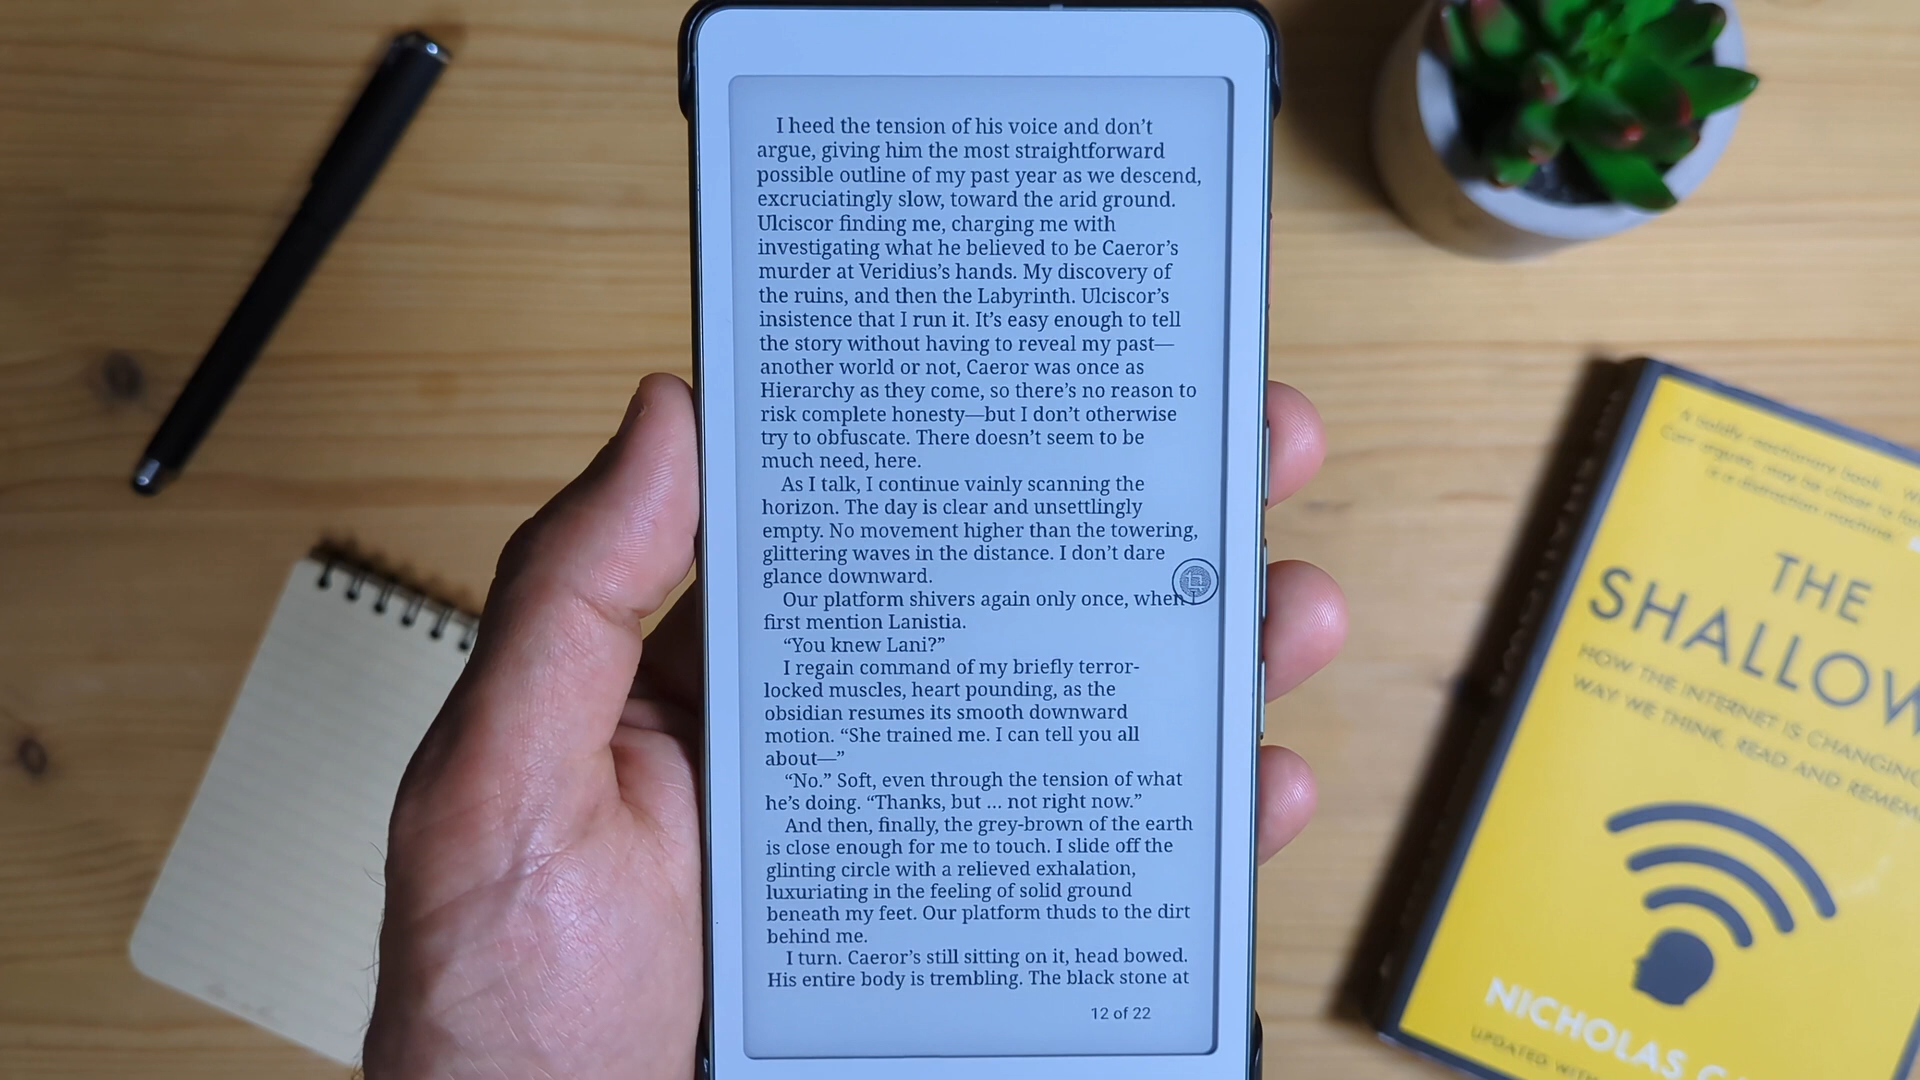 I heed the tension of his voice and don’t
argue, giving him the most straightforward
possible outline of my past year as we descend,
excruciatingly slow, toward the arid ground.
Ulciscor finding me, charging me with
investigating what he believed to be Caeror’s
murder at Veridius’s hands. My discovery of
the ruins, and then the Labyrinth. Ulciscor’s
insistence that I run it. It’s easy enough to tell
the story without having to reveal my past—
another world or not, Caeror was once as
Hierarchy as they come, so there’s no reason to
risk complete honesty—but I don’t otherwise
try to obfuscate. There doesn’t seem to be
much need, here.
As I talk, I continue vainly scanning the
horizon. The day is clear and unsettlingly
empty. No movement higher than the towering,
glittering waves in the distance. I don’t dare
glance downward.
Our platform shivers again only once, when I
first mention Lanistia.
“You knew Lani?”
I regain command of my briefly terror-
locked muscles, heart pounding, as the
obsidian resumes its smooth downward
motion. “She trained me. I can tell you all
about—”
“No.” Soft, even through the tension of what
he’s doing. “Thanks, but ... not right now.”
And then, finally, the grey-brown of the earth
is close enough for me to touch. I slide off the
glinting circle with a relieved exhalation,
luxuriating in the feeling of solid ground
beneath my feet. Our platform thuds to the dirt
behind me.
I turn. Caeror’s still sitting on it, head bowed.
His entire body is trembling. The black stone at
12 of 22
A boldly reactionary book.
Carr argues, may be closer to
is a distraction machine.
THE
SHALLOW
HOW THE INTERNET IS CHANGING
WAY WE THINK, READ AND REMEM
NICHOLAS C
UPDATED WITH